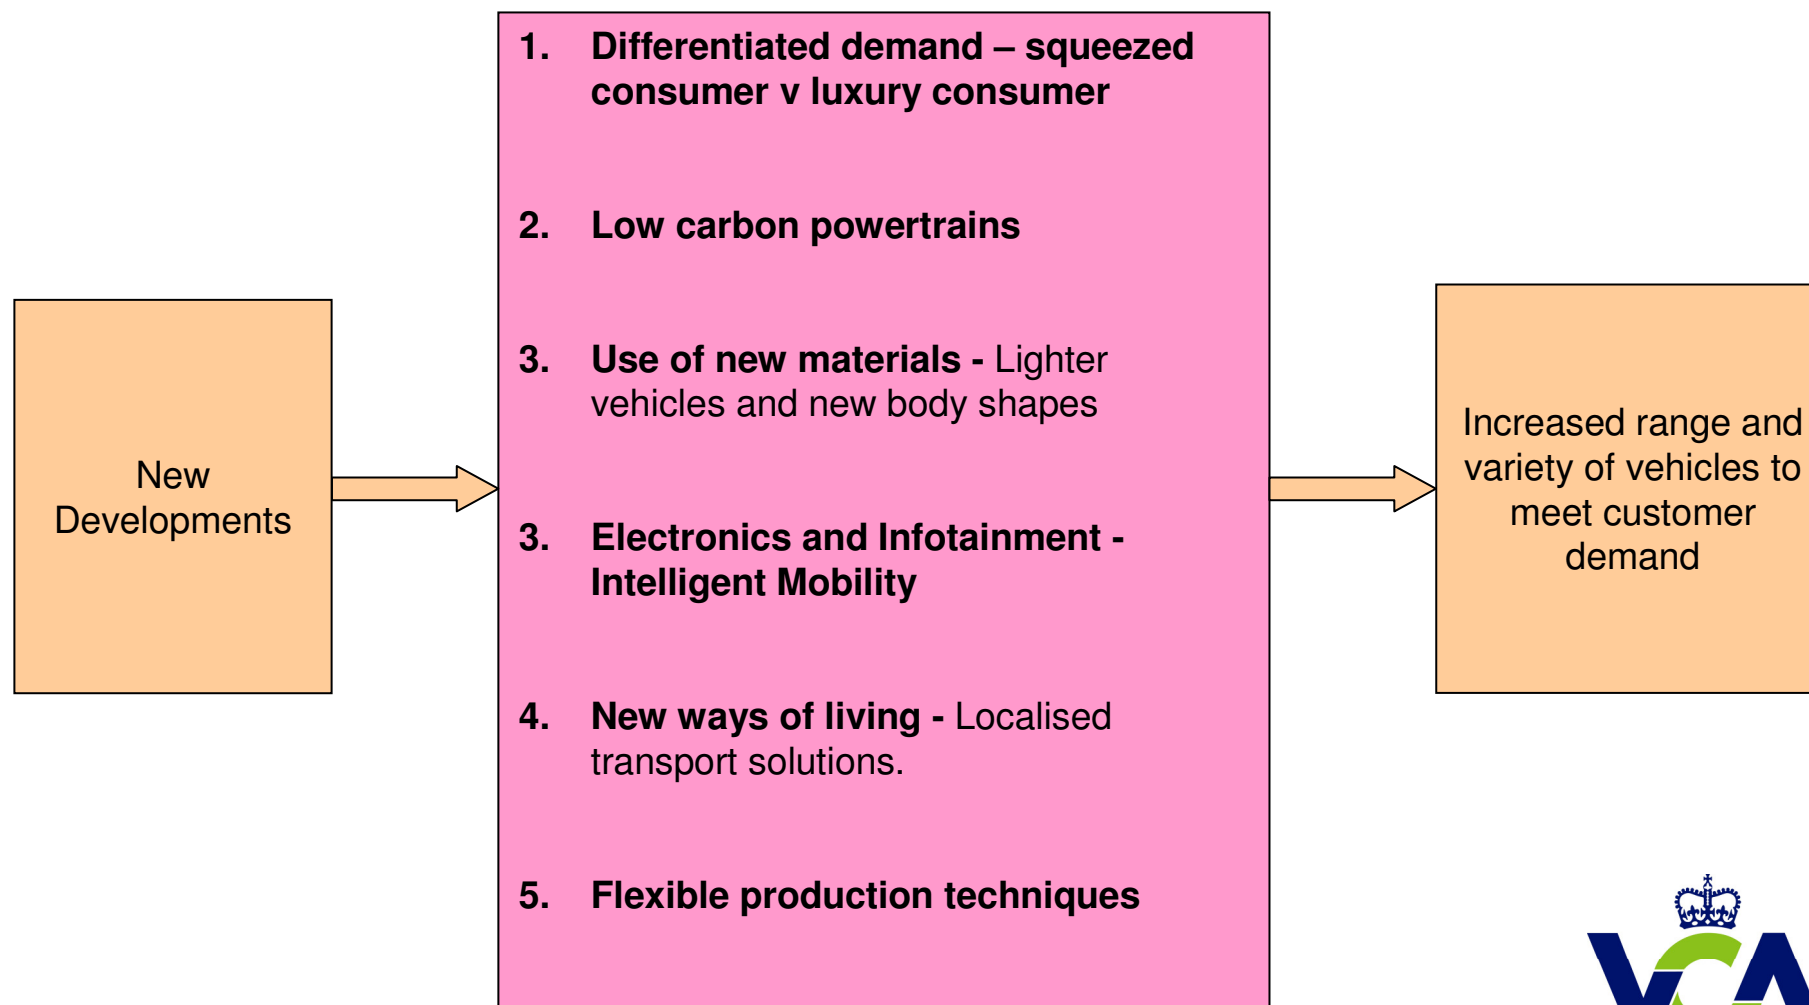 New
Developments
1. Differentiated demand – squeezed
consumer v luxury consumer
2. Low carbon powertrains
3. Use of new materials - Lighter
vehicles and new body shapes
3. Electronics and Infotainment -
Intelligent Mobility
4. New ways of living - Localised
transport solutions.
5. Flexible production techniques
Increased range and
variety of vehicles to
meet customer
demand
VCA